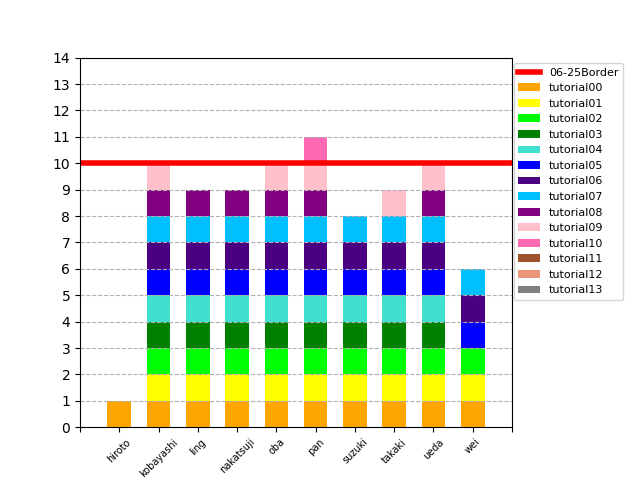 14
13
12
11
10
9
8
7
6
5
4
3
2
1
0
hiroto
kobayashi
ling
nakatsuji
oba
pan
suzuki
takaki
ueda
wei
06-25Border
tutorial00
tutorial01
tutorial02
tutorial03
tutorial04
tutorial05
tutorial06
tutorial07
tutorial08
tutorial09
tutorial10
tutorial11
tutorial12
tutorial13